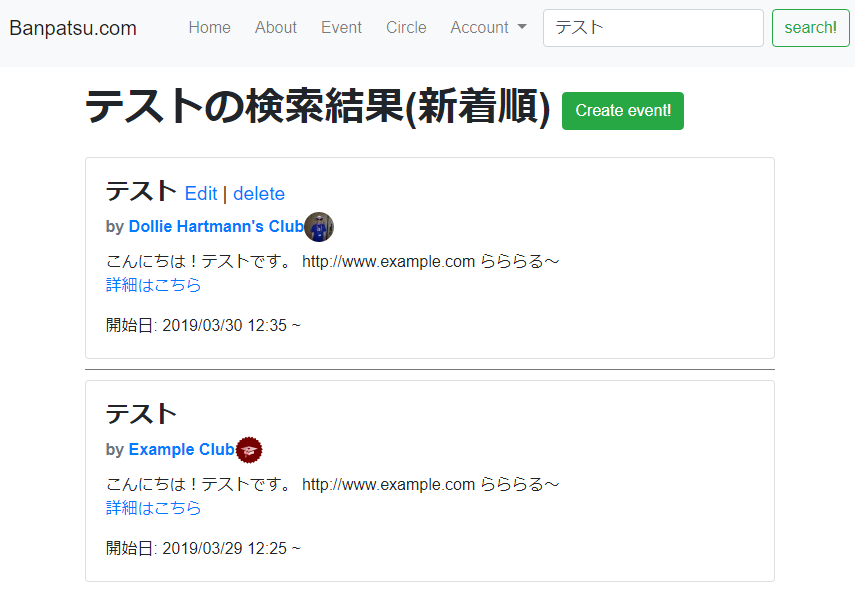 Banpatsu.com Home About Event Circle Account テスト search!
テストの検索結果(新着順) Create event!
テスト Edit | delete
by Dollie Hartmann's Club
こんにちは！テストです。 http://www.example.com らららる～
詳細はこちら
開始日: 2019/03/30 12:35 ~
テスト
by Example Club
こんにちは！テストです。 http://www.example.com らららる～
詳細はこちら
開始日: 2019/03/29 12:25 ~